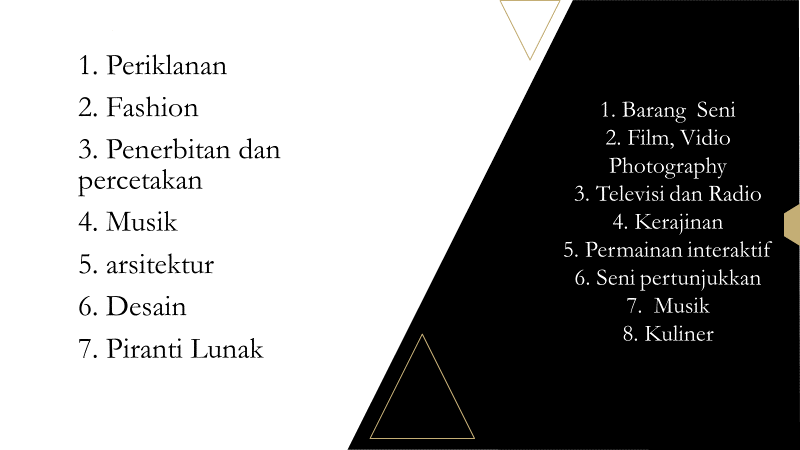 1. Periklanan
2. Fashion
3. Penerbitan dan
percetakan
4. Musik
5. arsitektur
6. Desain
7. Piranti Lunak
1. Barang Seni
2. Film, Vidio
Photography
3. Televisi dan Radio
4. Kerajinan
5. Permainan interaktif
6. Seni pertunjukkan
7. Musik
8. Kuliner